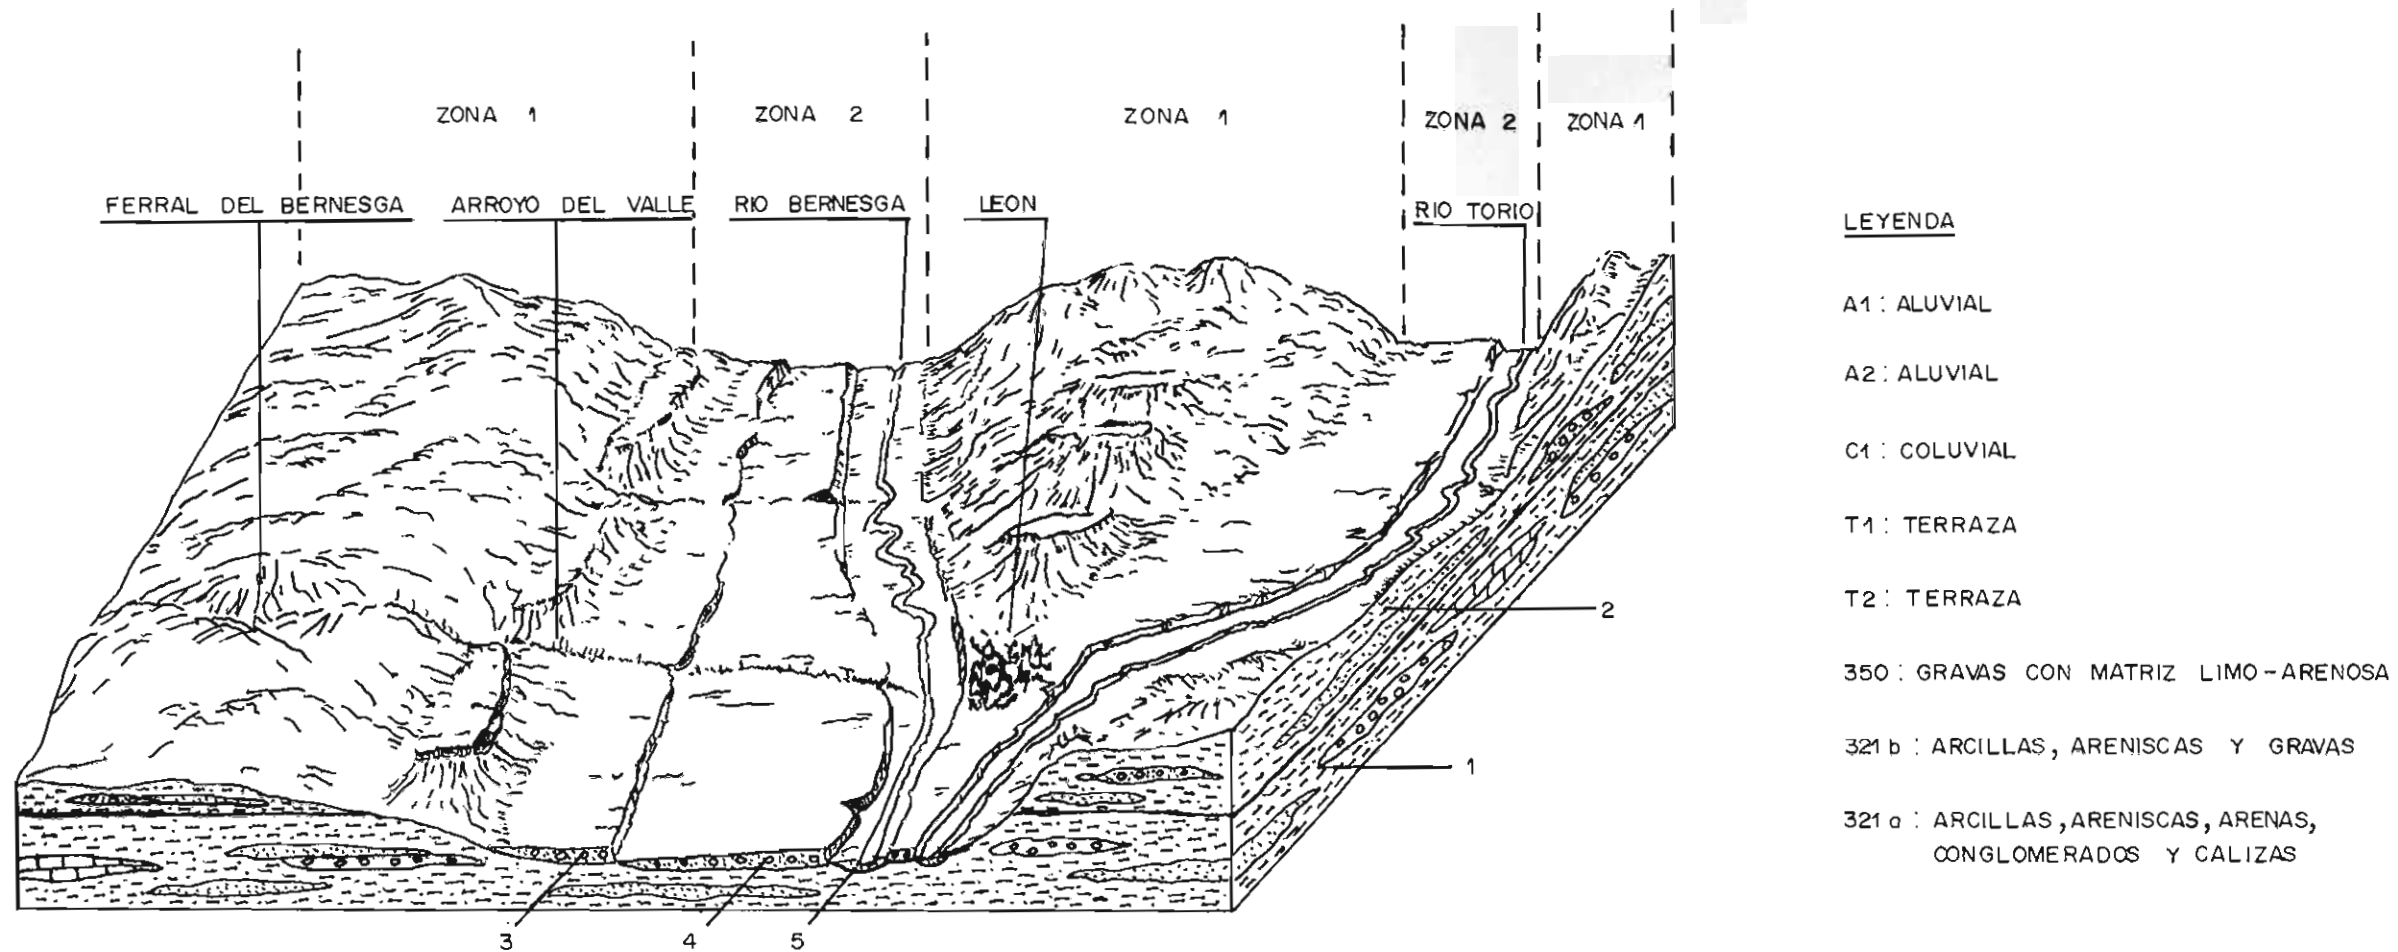 ZONA 1
ZONA 2
ZONA 1
ZONA 2
ZONA 1
FERRAL DEL BERNESGA
ARROYO DEL VALLE
RIO BERNESGA
LEON
RIO TORIO
2
1
3
4
5
LEYENDA
A1 : ALUVIAL
A2 : ALUVIAL
C1 : COLUVIAL
T1 : TERRAZA
T2 : TERRAZA
350 : GRAVAS CON MATRIZ LIMO-ARENOSA
321 b : ARCILLAS, ARENISCAS Y GRAVAS
321 a : ARCILLAS, ARENISCAS, ARENAS,
CONGLOMERADOS Y CALIZAS